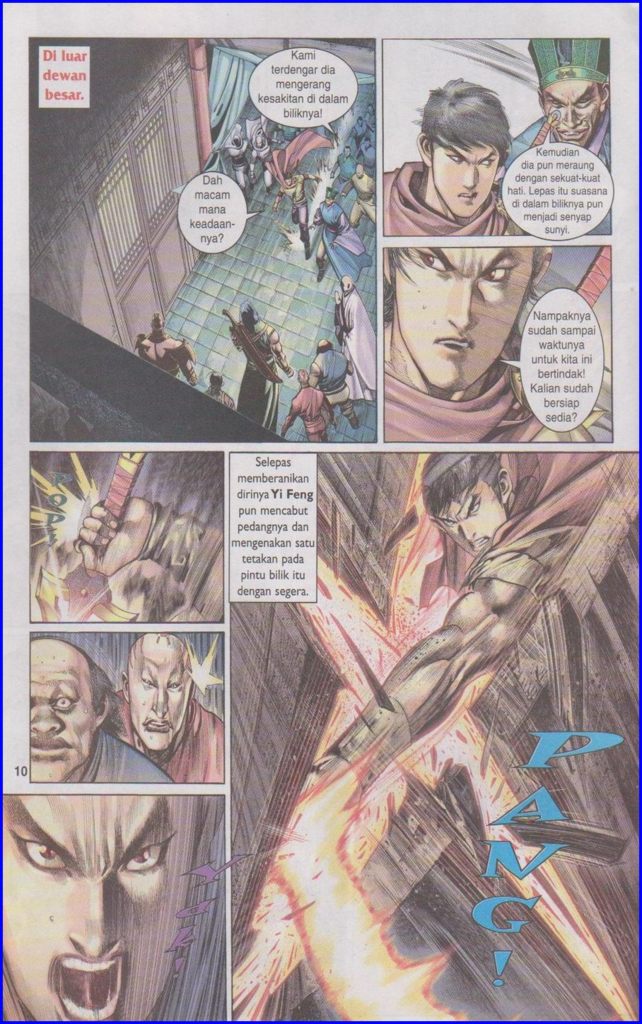 Di luar
dewan
besar.
Kami
terdengar dia
mengerang
kesakitan di dalam
biliknya!
Dah
macam
mana
keadaan-
nya?
Kemudian
dia pun meraung
dengan sekuat-kuat
hati. Lepas itu suasana
di dalam biliknya pun
menjadi senyap
sunyi.
Nampaknya
sudah sampai
waktunya
untuk kita ini
bertindak!
Kalian sudah
bersiap
sedia?
Selepas
memberanikan
dirinya Yi Feng
pun mencabut
pedangnya dan
mengenakan satu
tetakan pada
pintu bilik itu
dengan segera.
PANG!
10